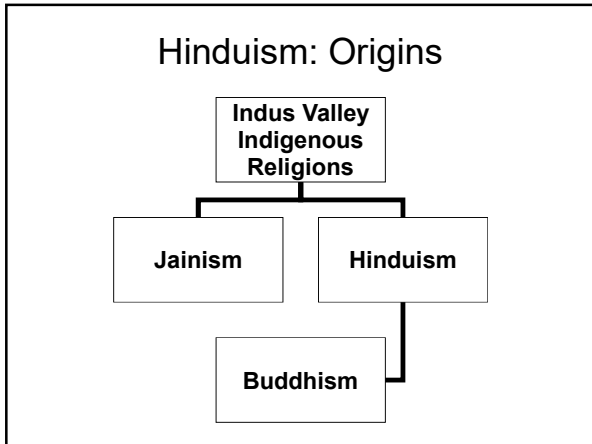 Hinduism: Origins
Indus Valley
Indigenous
Religions
Jainism
Hinduism
Buddhism